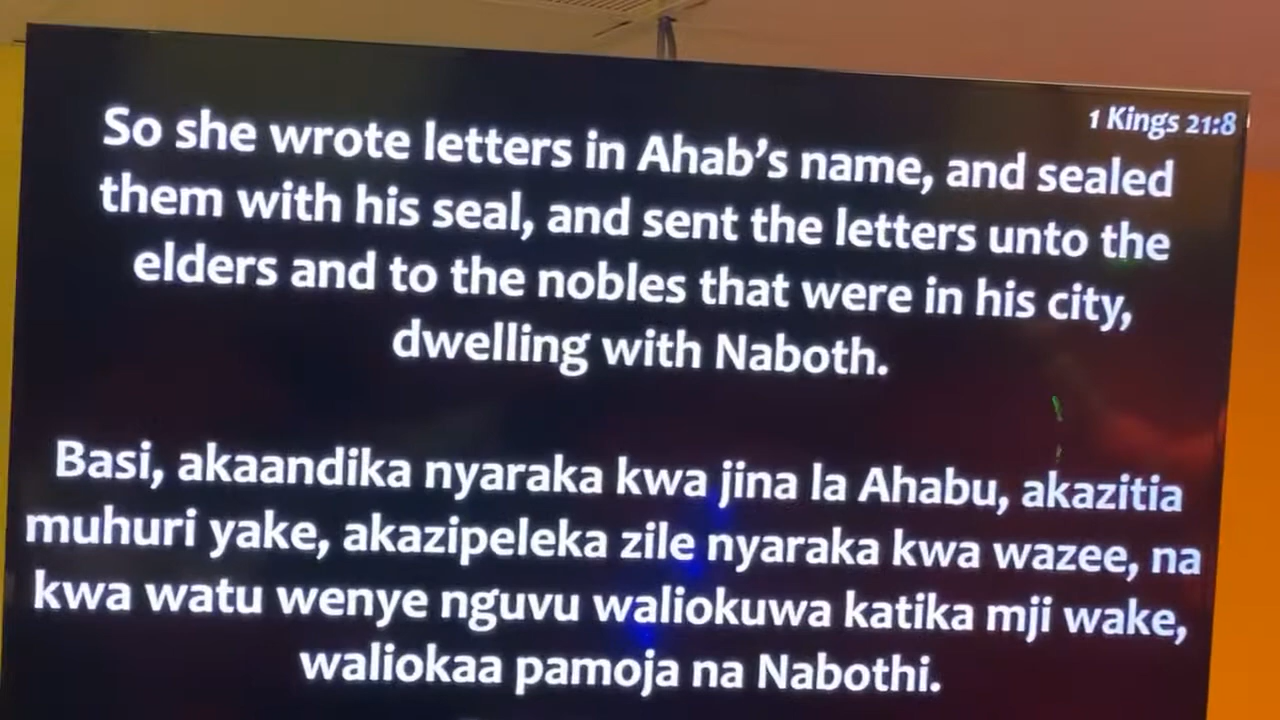 1 Kings 21:8
So she wrote letters in Ahab's name, and sealed
them with his seal, and sent the letters unto the
elders and to the nobles that were in his city,
dwelling with Naboth.
Basi, akaandika nyaraka kwa jina la Ahabu, akazitia
muhuri yake, akazipeleka zile nyaraka kwa wazee, na
kwa watu wenye nguvu waliokuwa katika mji wake,
waliokaa pamoja na Nabothi.